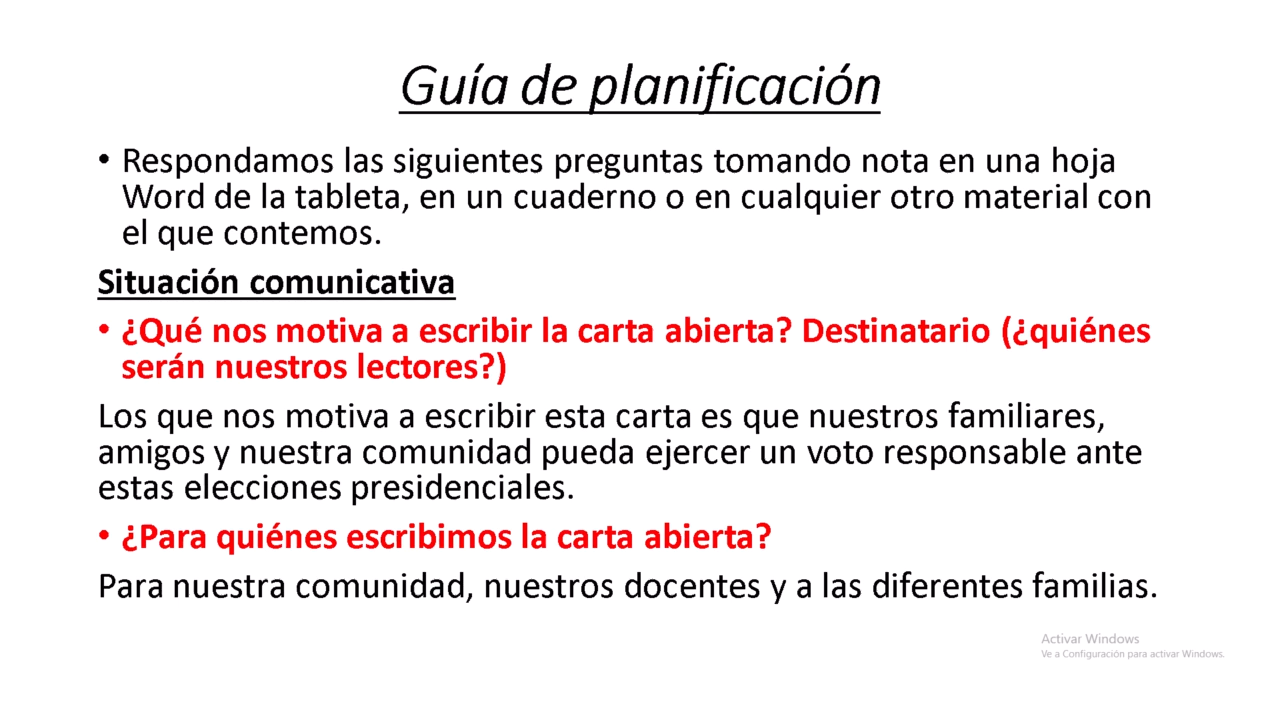 Guía de planificación
• Respondamos las siguientes preguntas tomando nota en una hoja
Word de la tableta, en un cuaderno o en cualquier otro material con
el que contemos.
Situación comunicativa
• ¿Qué nos motiva a escribir la carta abierta? Destinatario (¿quiénes
serán nuestros lectores?)
Los que nos motiva a escribir esta carta es que nuestros familiares,
amigos y nuestra comunidad pueda ejercer un voto responsable ante
estas elecciones presidenciales.
• ¿Para quiénes escribimos la carta abierta?
Para nuestra comunidad, nuestros docentes y a las diferentes familias.
Activar Windows
Ve a Configuración para activar Windows.